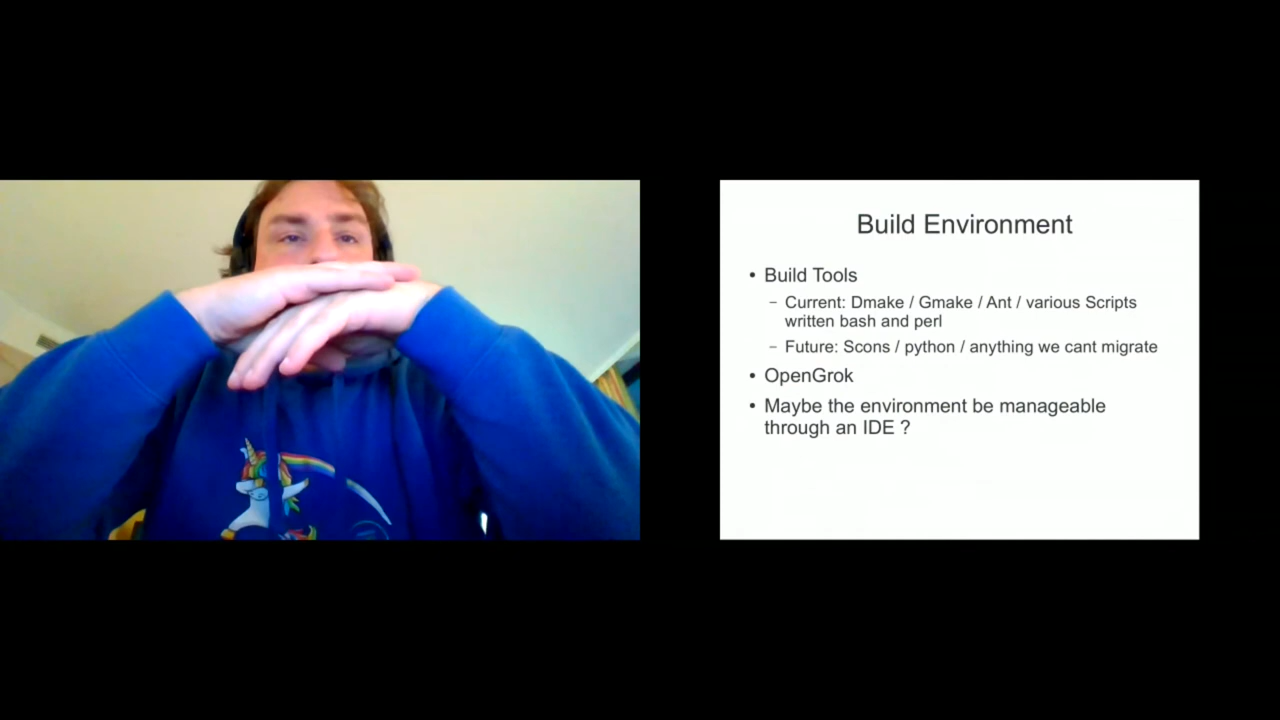 Build Environment
• Build Tools
– Current: Dmake / Gmake / Ant / various Scripts
written bash and perl
– Future: Scons / python / anything we cant migrate
• OpenGrok
• Maybe the environment be manageable
through an IDE ?